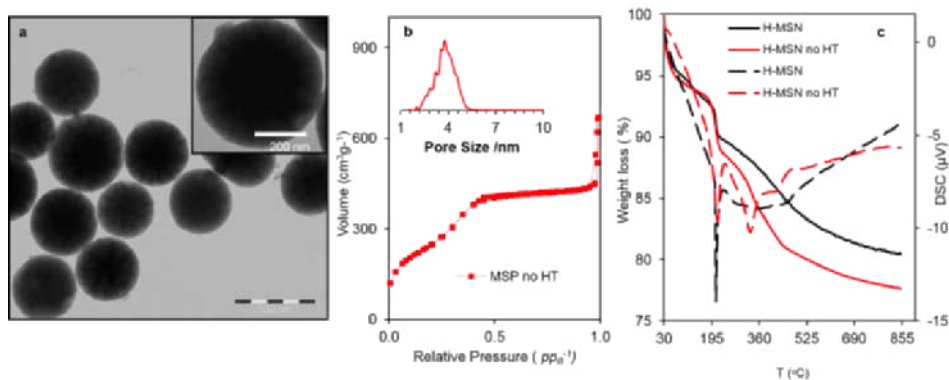 a
200 nm
b
900
600
300
0
Volume (cm³g⁻¹)
1
4
7
10
Pore Size /nm
MSP no HT
0.0
0.5
1.0
Relative Pressure ( pp₀⁻¹)
c
H-MSN
H-MSN no HT
H-MSN
H-MSN no HT
100
95
90
85
80
75
Weight loss ( %)
0
-5
-10
-15
DSC (µV)
30
195
360
525
690
855
T (ºC)